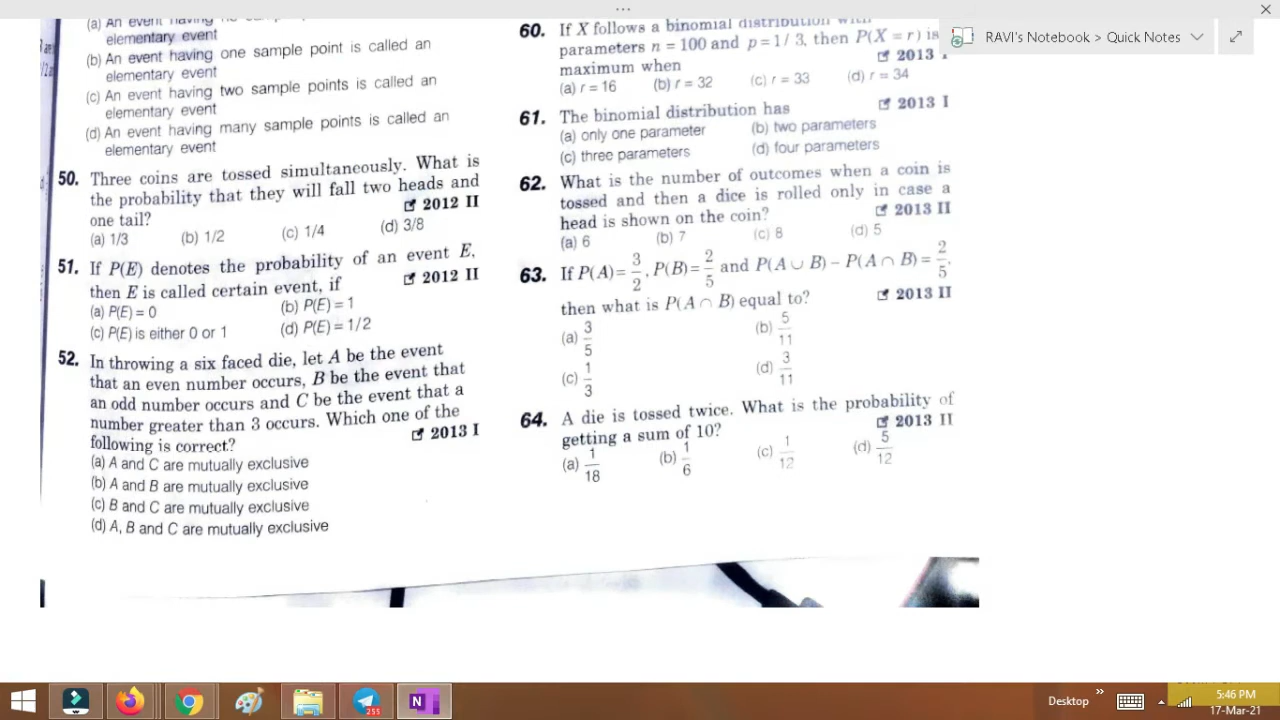 ...
RAVI's Notebook > Quick Notes
(a) An event having
elementary event
(b) An event having one sample point is called an
elementary event
(c) An event having two sample points is called an
elementary event
(d) An event having many sample points is called an
elementary event
50. Three coins are tossed simultaneously. What is
the probability that they will fall two heads and
one tail? 2012 II
(a) 1/3 (b) 1/2 (c) 1/4 (d) 3/8
51. If P(E) denotes the probability of an event E,
then E is called certain event, if 2012 II
(a) P(E) = 0 (b) P(E) = 1
(c) P(E) is either 0 or 1 (d) P(E) = 1/2
52. In throwing a six faced die, let A be the event
that an even number occurs, B be the event that
an odd number occurs and C be the event that a
number greater than 3 occurs. Which one of the
following is correct? 2013 I
(a) A and C are mutually exclusive
(b) A and B are mutually exclusive
(c) B and C are mutually exclusive
(d) A, B and C are mutually exclusive
60. If X follows a binomial distribution with
parameters n = 100 and p = 1/3, then P(X = r) is
maximum when 2013 I
(a) r = 16 (b) r = 32 (c) r = 33 (d) r = 34
61. The binomial distribution has 2013 I
(a) only one parameter (b) two parameters
(c) three parameters (d) four parameters
62. What is the number of outcomes when a coin is
tossed and then a dice is rolled only in case a
head is shown on the coin? 2013 II
(a) 6 (b) 7 (c) 8 (d) 5
63. If P(A) = 3/2, P(B) = 2/5 and P(A ∪ B) − P(A ∩ B) = 2/5,
then what is P(A ∩ B) equal to? 2013 II
(a) 3/5 (b) 5/11
(c) 1/3 (d) 3/11
64. A die is tossed twice. What is the probability of
getting a sum of 10? 2013 II
(a) 1/18 (b) 1/6 (c) 1/12 (d) 5/12
255
N
Desktop
5:46 PM
17-Mar-21